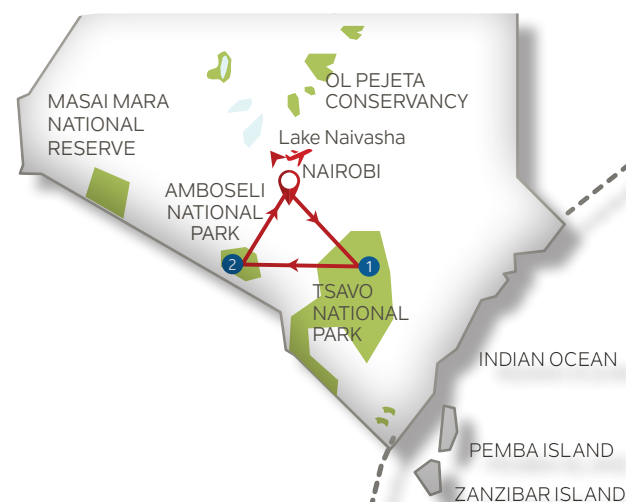 OL PEJETA
CONSERVANCY
MASAI MARA
NATIONAL
RESERVE
Lake Naivasha
NAIROBI
AMBOSELI
NATIONAL
PARK
2
1
TSAVO
NATIONAL
PARK
INDIAN OCEAN
PEMBA ISLAND
ZANZIBAR ISLAND